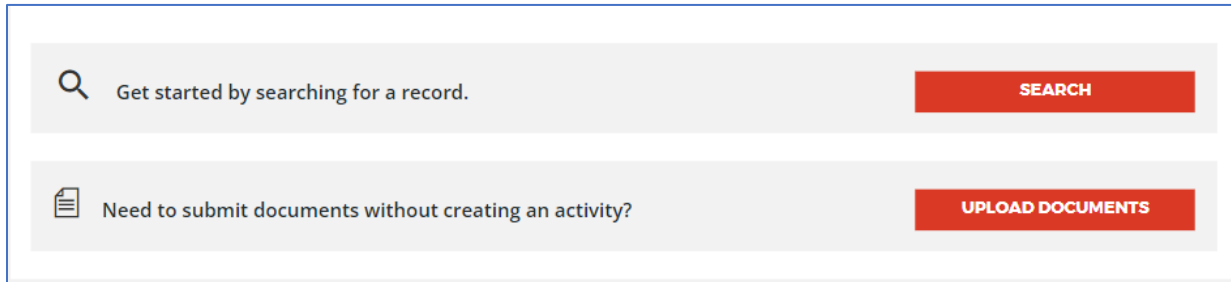 Get started by searching for a record.
SEARCH
Need to submit documents without creating an activity?
UPLOAD DOCUMENTS